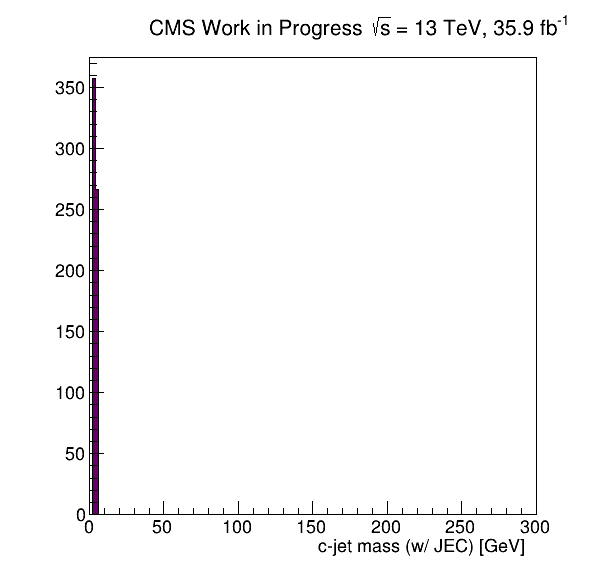 CMS Work in Progress √s = 13 TeV, 35.9 fb⁻¹
350
300
250
200
150
100
50
0
0 50 100 150 200 250 300
c-jet mass (w/ JEC) [GeV]